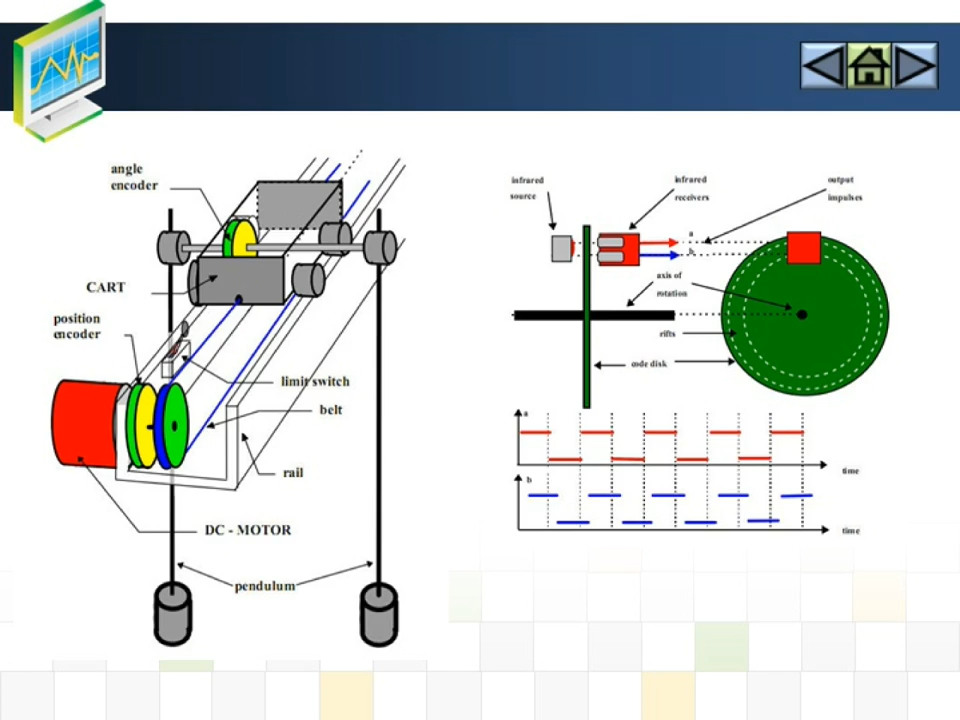 angle
encoder
CART
position
encoder
limit switch
belt
rail
DC - MOTOR
pendulum
infrared
source
infrared
receivers
output
impulses
a
b
axis of
rotation
rifts
code disk
a
time
b
time